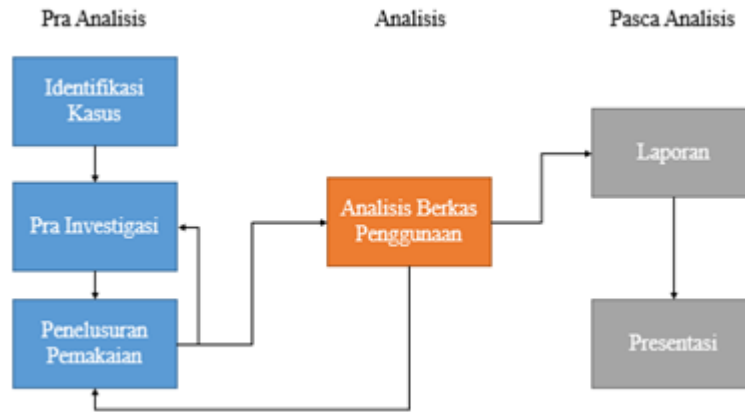 Pra Analisis
Analisis
Pasca Analisis
Identifikasi
Kasus
Pra Investigasi
Penelusuran
Pemakaian
Analisis Berkas
Penggunaan
Laporan
Presentasi